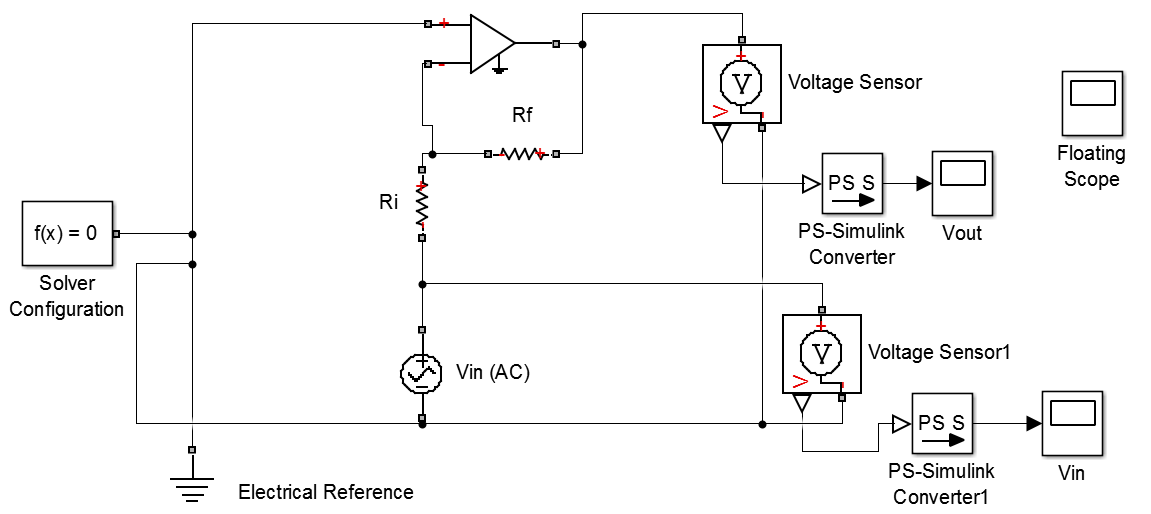 +
-
Rf
+
V
>
Voltage Sensor
Floating
Scope
PS S
PS-Simulink
Converter
Vout
Ri
+
f(x) = 0
Solver
Configuration
+
V
>
Voltage Sensor1
Vin (AC)
PS S
PS-Simulink
Converter1
Vin
Electrical Reference